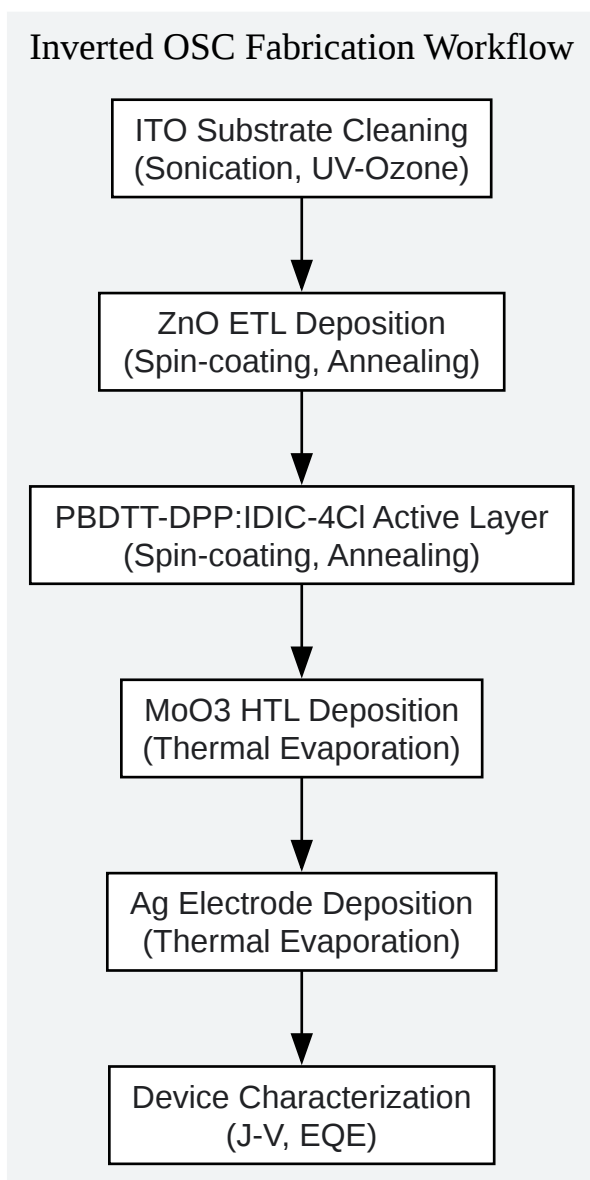 Inverted OSC Fabrication Workflow
ITO Substrate Cleaning
(Sonication, UV-Ozone)
ZnO ETL Deposition
(Spin-coating, Annealing)
PBDTT-DPP:IDIC-4Cl Active Layer
(Spin-coating, Annealing)
MoO3 HTL Deposition
(Thermal Evaporation)
Ag Electrode Deposition
(Thermal Evaporation)
Device Characterization
(J-V, EQE)